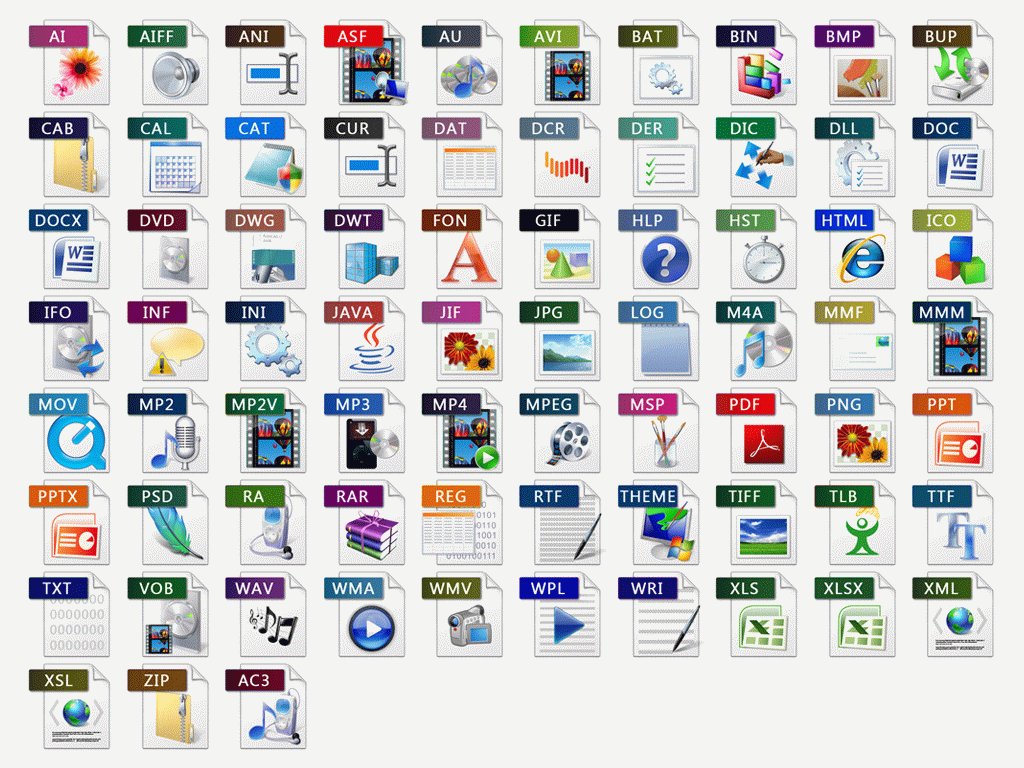 AI AIFF ANI ASF AU AVI BAT BIN BMP BUP
CAB CAL CAT CUR DAT DCR DER DIC DLL DOC
DOCX DVD DWG DWT FON GIF HLP HST HTML ICO
IFO INF INI JAVA JIF JPG LOG M4A MMF MMM
MOV MP2 MP2V MP3 MP4 MPEG MSP PDF PNG PPT
PPTX PSD RA RAR REG RTF THEME TIFF TLB TTF
TXT VOB WAV WMA WMV WPL WRI XLS XLSX XML
XSL ZIP AC3